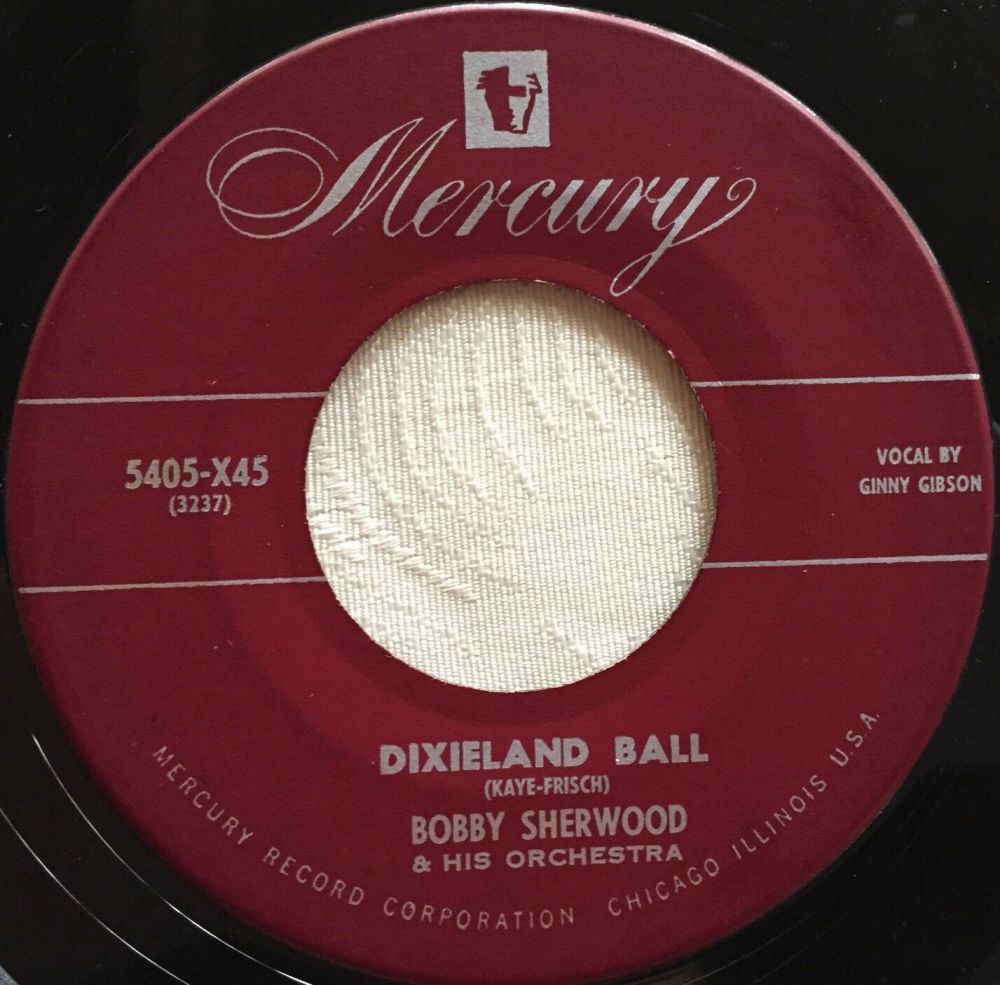 Mercury
5405-X45
(3237)
VOCAL BY
GINNY GIBSON
DIXIELAND BALL
(KAYE-FRISCH)
BOBBY SHERWOOD
& HIS ORCHESTRA
MERCURY RECORD CORPORATION CHICAGO ILLINOIS U.S.A.